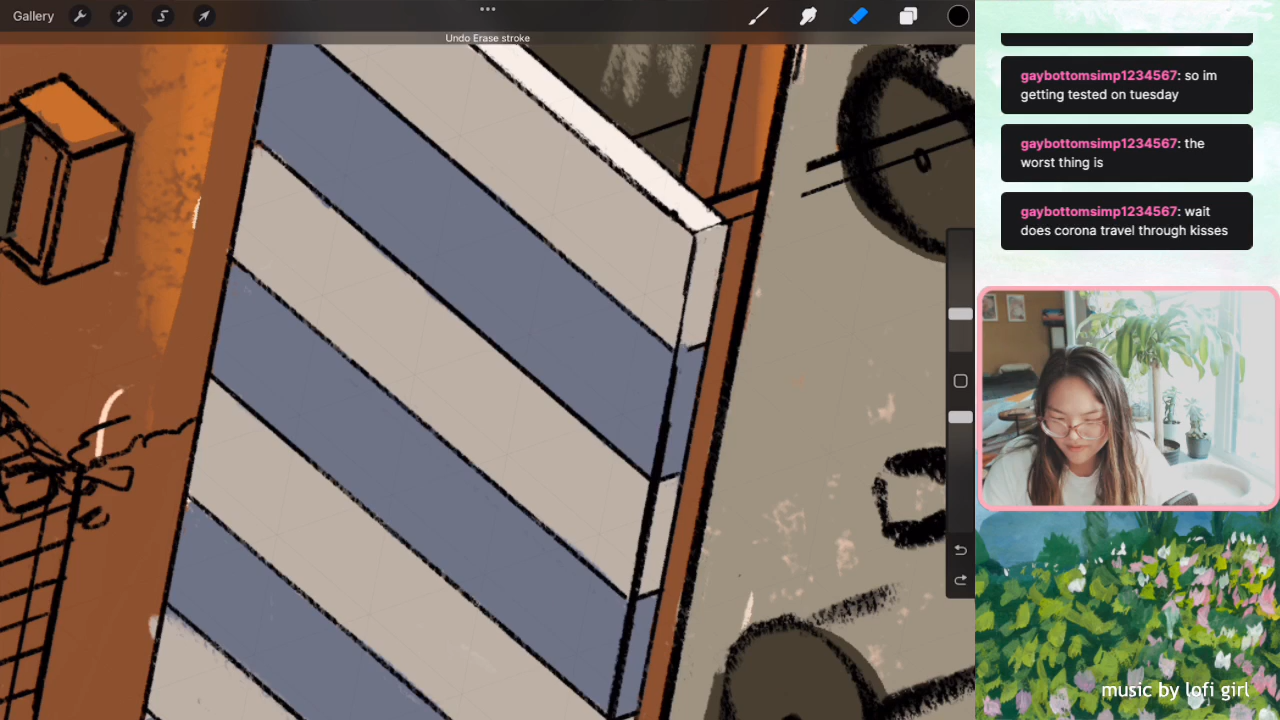 Gallery
Undo Erase stroke
gaybottomsimp1234567: so im
getting tested on tuesday
gaybottomsimp1234567: the
worst thing is
gaybottomsimp1234567: wait
does corona travel through kisses
music by lofi girl